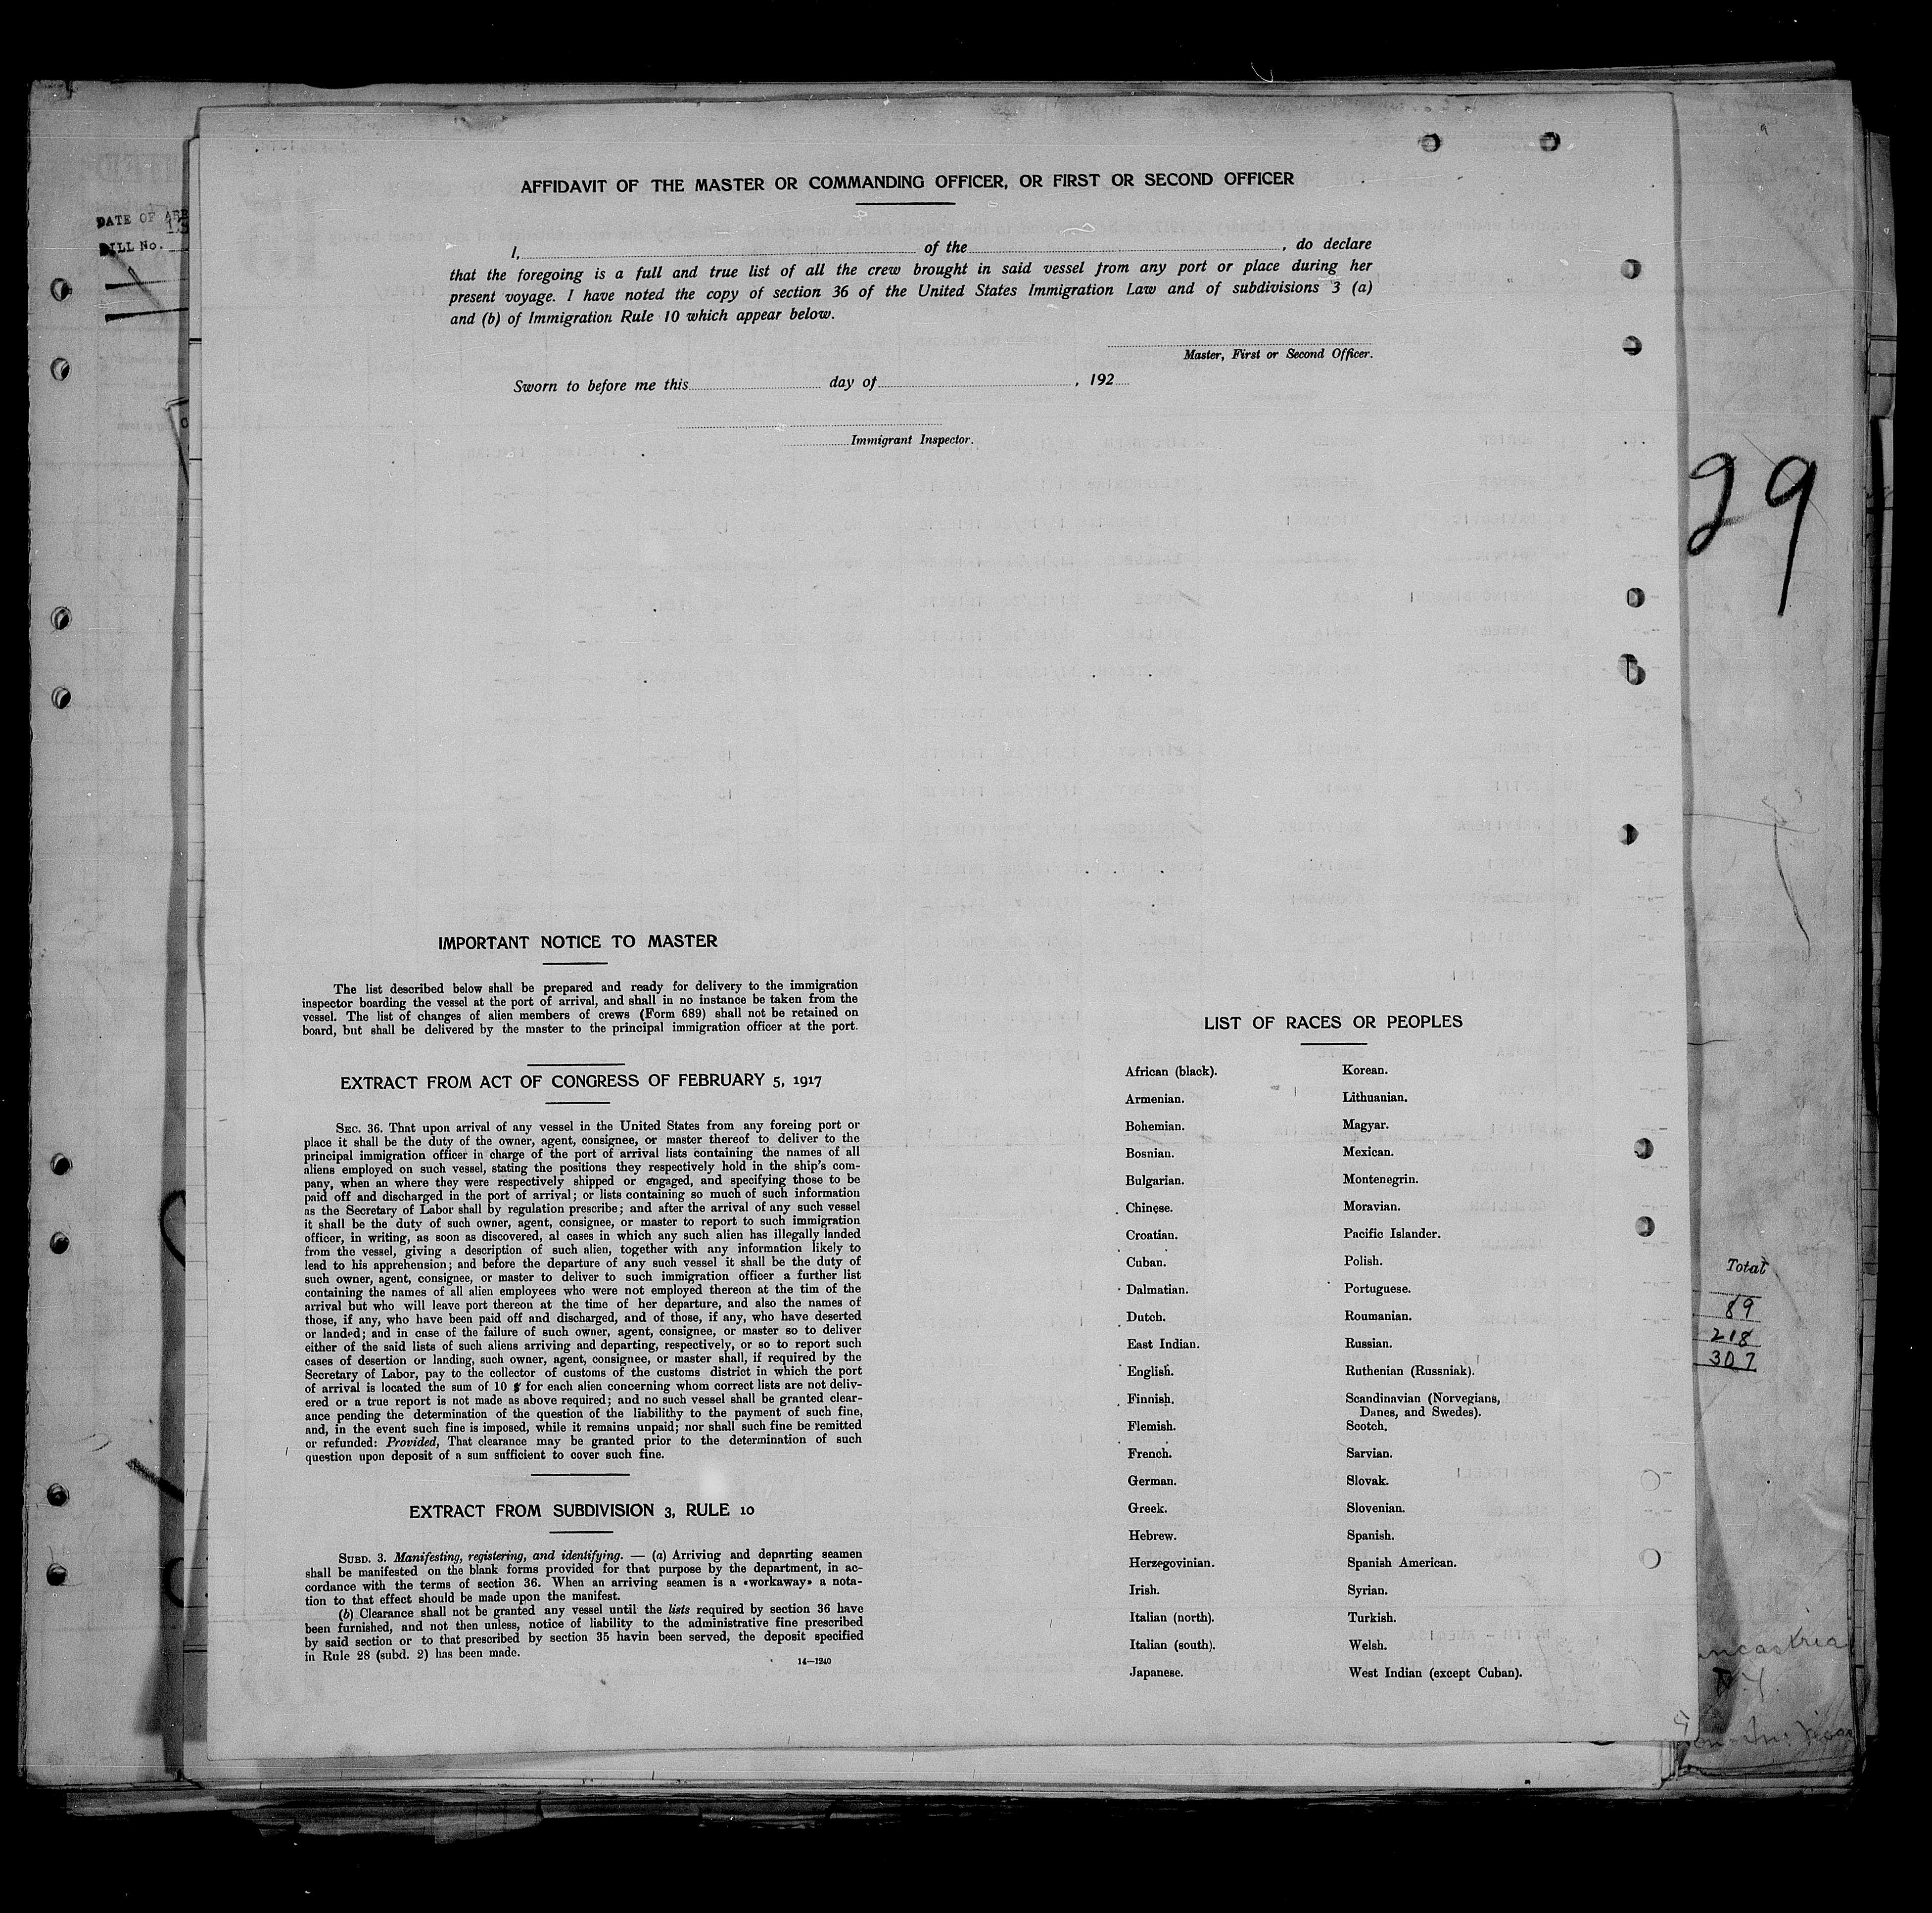 DATE OF ARR
BILL No.
AFFIDAVIT OF THE MASTER OR COMMANDING OFFICER, OR FIRST OR SECOND OFFICER
I, of the , do declare
that the foregoing is a full and true list of all the crew brought in said vessel from any port or place during her
present voyage. I have noted the copy of section 36 of the United States Immigration Law and of subdivisions 3 (a)
and (b) of Immigration Rule 10 which appear below.
Master, First or Second Officer.
Sworn to before me this day of , 192
Immigrant Inspector.
29
IMPORTANT NOTICE TO MASTER
The list described below shall be prepared and ready for delivery to the immigration
inspector boarding the vessel at the port of arrival, and shall in no instance be taken from the
vessel. The list of changes of alien members of crews (Form 689) shall not be retained on
board, but shall be delivered by the master to the principal immigration officer at the port.
EXTRACT FROM ACT OF CONGRESS OF FEBRUARY 5, 1917
SEC. 36. That upon arrival of any vessel in the United States from any foreing port or
place it shall be the duty of the owner, agent, consignee, or master thereof to deliver to the
principal immigration officer in charge of the port of arrival lists containing the names of all
aliens employed on such vessel, stating the positions they respectively hold in the ship's com-
pany, when an where they were respectively shipped or engaged, and specifying those to be
paid off and discharged in the port of arrival; or lists containing so much of such information
as the Secretary of Labor shall by regulation prescribe; and after the arrival of any such vessel
it shall be the duty of such owner, agent, consignee, or master to report to such immigration
officer, in writing, as soon as discovered, al cases in which any such alien has illegally landed
from the vessel, giving a description of such alien, together with any information likely to
lead to his apprehension; and before the departure of any such vessel it shall be the duty of
such owner, agent, consignee, or master to deliver to such immigration officer a further list
containing the names of all alien employees who were not employed thereon at the tim of the
arrival but who will leave port thereon at the time of her departure, and also the names of
those, if any, who have been paid off and discharged, and of those, if any, who have deserted
or landed; and in case of the failure of such owner, agent, consignee, or master so to deliver
either of the said lists of such aliens arriving and departing, respectively, or so to report such
cases of desertion or landing, such owner, agent, consignee, or master shall, if required by the
Secretary of Labor, pay to the collector of customs of the customs district in which the port
of arrival is located the sum of 10 $ for each alien concerning whom correct lists are not deliv-
ered or a true report is not made as above required; and no such vessel shall be granted clear-
ance pending the determination of the question of the liabilithy to the payment of such fine,
and, in the event such fine is imposed, while it remains unpaid; nor shall such fine be remitted
or refunded: Provided, That clearance may be granted prior to the determination of such
question upon deposit of a sum sufficient to cover such fine.
EXTRACT FROM SUBDIVISION 3, RULE 10
SUBD. 3. Manifesting, registering, and identifying. — (a) Arriving and departing seamen
shall be manifested on the blank forms provided for that purpose by the department, in ac-
cordance with the terms of section 36. When an arriving seamen is a «workaway» a nota-
tion to that effect should be made upon the manifest.
(b) Clearance shall not be granted any vessel until the lists required by section 36 have
been furnished, and not then unless, notice of liability to the administrative fine prescribed
by said section or to that prescribed by section 35 havin been served, the deposit specified
in Rule 28 (subd. 2) has been made.
14—1240
LIST OF RACES OR PEOPLES
African (black).
Armenian.
Bohemian.
Bosnian.
Bulgarian.
Chinese.
Croatian.
Cuban.
Dalmatian.
Dutch.
East Indian.
English.
Finnish.
Flemish.
French.
German.
Greek.
Hebrew.
Herzegovinian.
Irish.
Italian (north).
Italian (south).
Japanese.
Korean.
Lithuanian.
Magyar.
Mexican.
Montenegrin.
Moravian.
Pacific Islander.
Polish.
Portuguese.
Roumanian.
Russian.
Ruthenian (Russniak).
Scandinavian (Norvegians,
Danes, and Swedes).
Scotch.
Sarvian.
Slovak.
Slovenian.
Spanish.
Spanish American.
Syrian.
Turkish.
Welsh.
West Indian (except Cuban).
Total
89
218
307